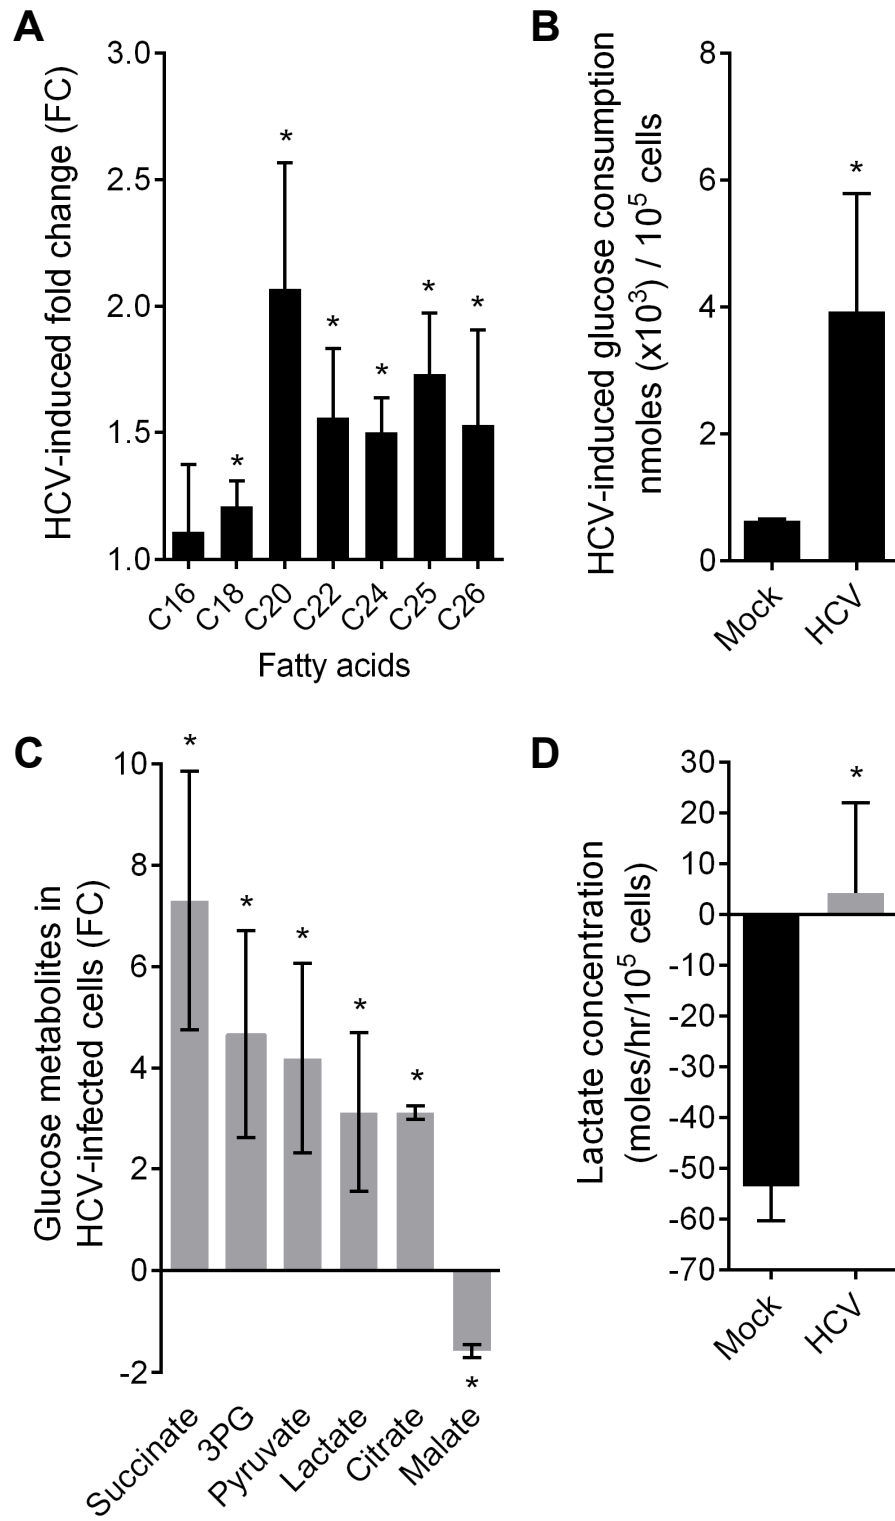 A
HCV-induced fold change (FC)
3.0
2.5
2.0
1.5
1.0
*
*
*
*
*
*
C16
C18
C20
C22
C24
C25
C26
Fatty acids
B
HCV-induced glucose consumption
nmoles (x10³) / 10⁵ cells
8
6
4
2
0
*
Mock
HCV
C
Glucose metabolites in
HCV-infected cells (FC)
10
8
6
4
2
0
-2
*
*
*
*
*
*
Succinate
3PG
Pyruvate
Lactate
Citrate
Malate
D
Lactate concentration
(moles/hr/10⁵ cells)
30
20
10
0
-10
-20
-30
-40
-50
-60
-70
*
Mock
HCV